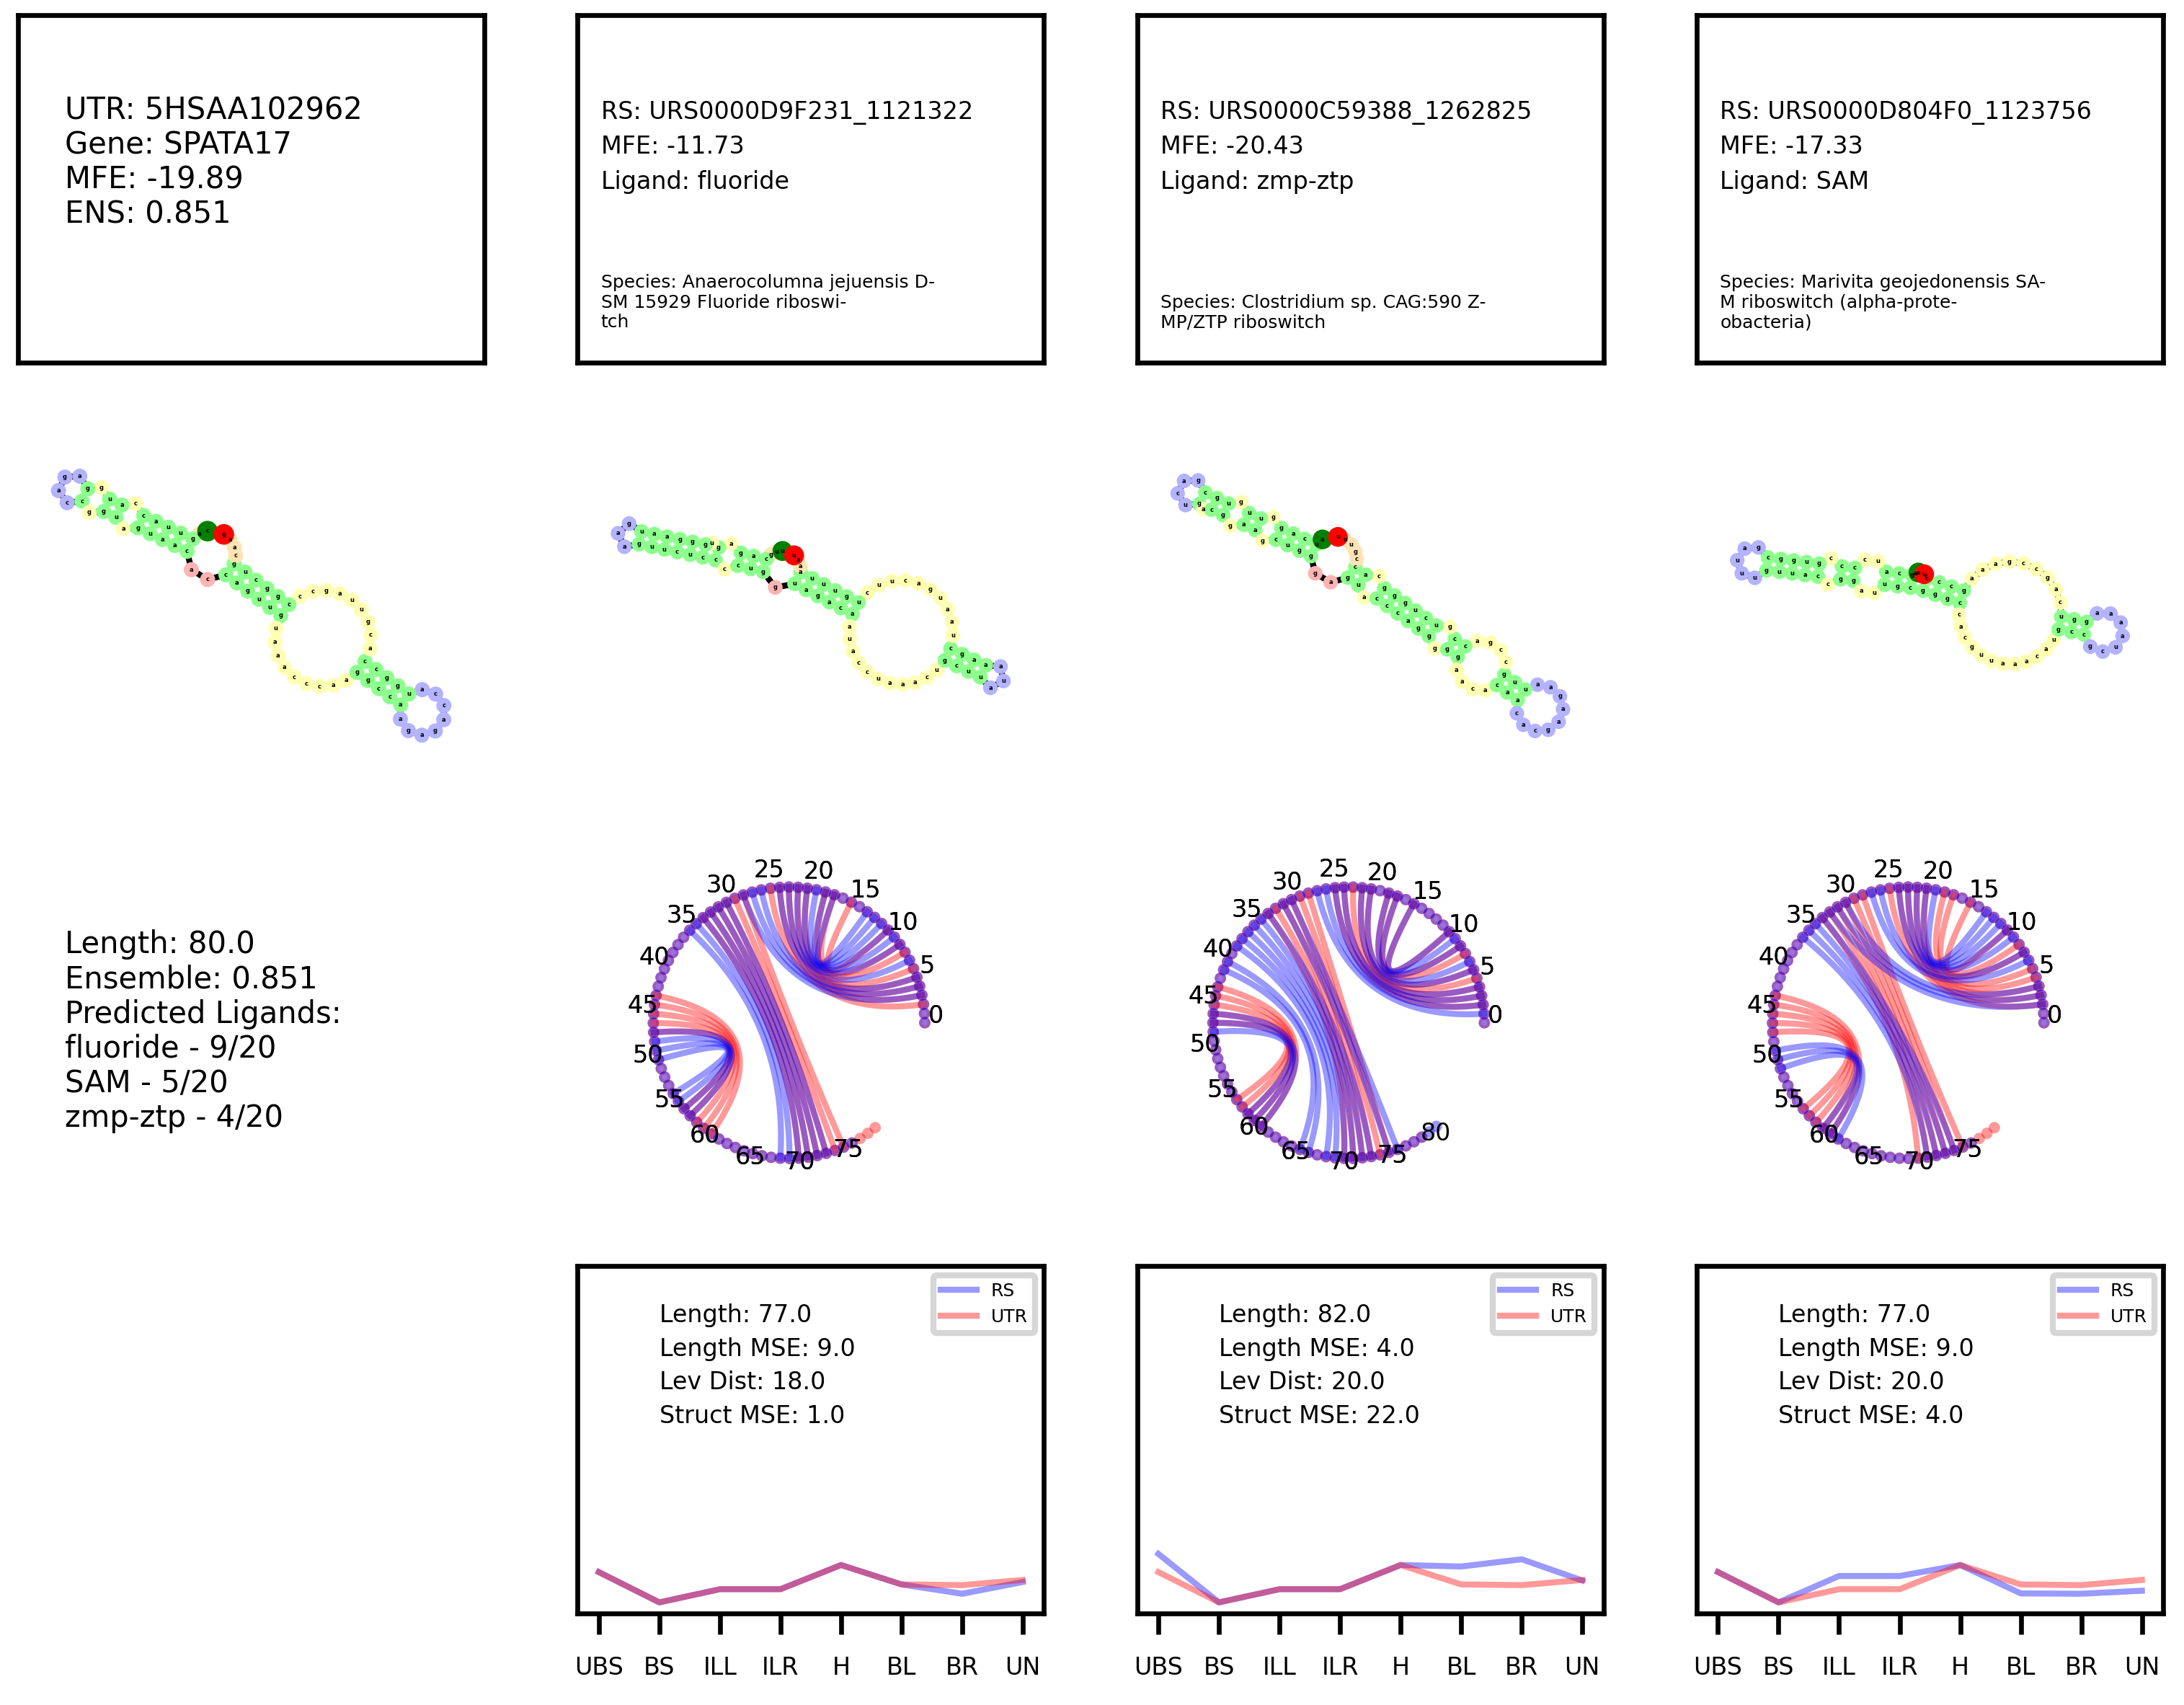 UTR: 5HSAA102962
Gene: SPATA17
MFE: -19.89
ENS: 0.851
RS: URS0000D9F231_1121322
MFE: -11.73
Ligand: fluoride
Species: Anaerocolumna jejuensis D-
SM 15929 Fluoride riboswi-
tch
RS: URS0000C59388_1262825
MFE: -20.43
Ligand: zmp-ztp
Species: Clostridium sp. CAG:590 Z-
MP/ZTP riboswitch
RS: URS0000D804F0_1123756
MFE: -17.33
Ligand: SAM
Species: Marivita geojedonensis SA-
M riboswitch (alpha-prote-
obacteria)
Length: 80.0
Ensemble: 0.851
Predicted Ligands:
fluoride - 9/20
SAM - 5/20
zmp-ztp - 4/20
0
5
10
15
20
25
30
35
40
45
50
55
60
65
70
75
0
5
10
15
20
25
30
35
40
45
50
55
60
65
70
75
80
0
5
10
15
20
25
30
35
40
45
50
55
60
65
70
75
RS
UTR
Length: 77.0
Length MSE: 9.0
Lev Dist: 18.0
Struct MSE: 1.0
UBS BS ILL ILR H BL BR UN
RS
UTR
Length: 82.0
Length MSE: 4.0
Lev Dist: 20.0
Struct MSE: 22.0
UBS BS ILL ILR H BL BR UN
RS
UTR
Length: 77.0
Length MSE: 9.0
Lev Dist: 20.0
Struct MSE: 4.0
UBS BS ILL ILR H BL BR UN